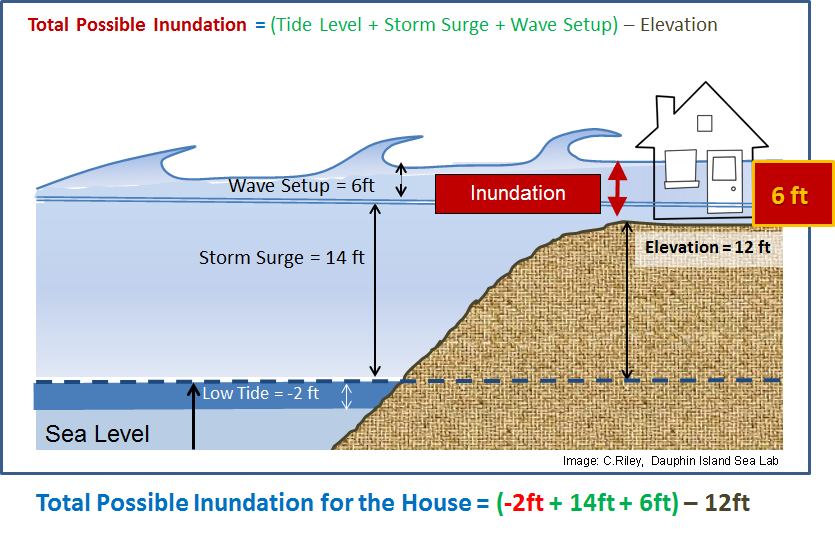 Total Possible Inundation = (Tide Level + Storm Surge + Wave Setup) – Elevation
Wave Setup = 6ft
Inundation
6 ft
Storm Surge = 14 ft
Elevation = 12 ft
Low Tide = -2 ft
Sea Level
Image: C.Riley, Dauphin Island Sea Lab
Total Possible Inundation for the House = (-2ft + 14ft + 6ft) – 12ft